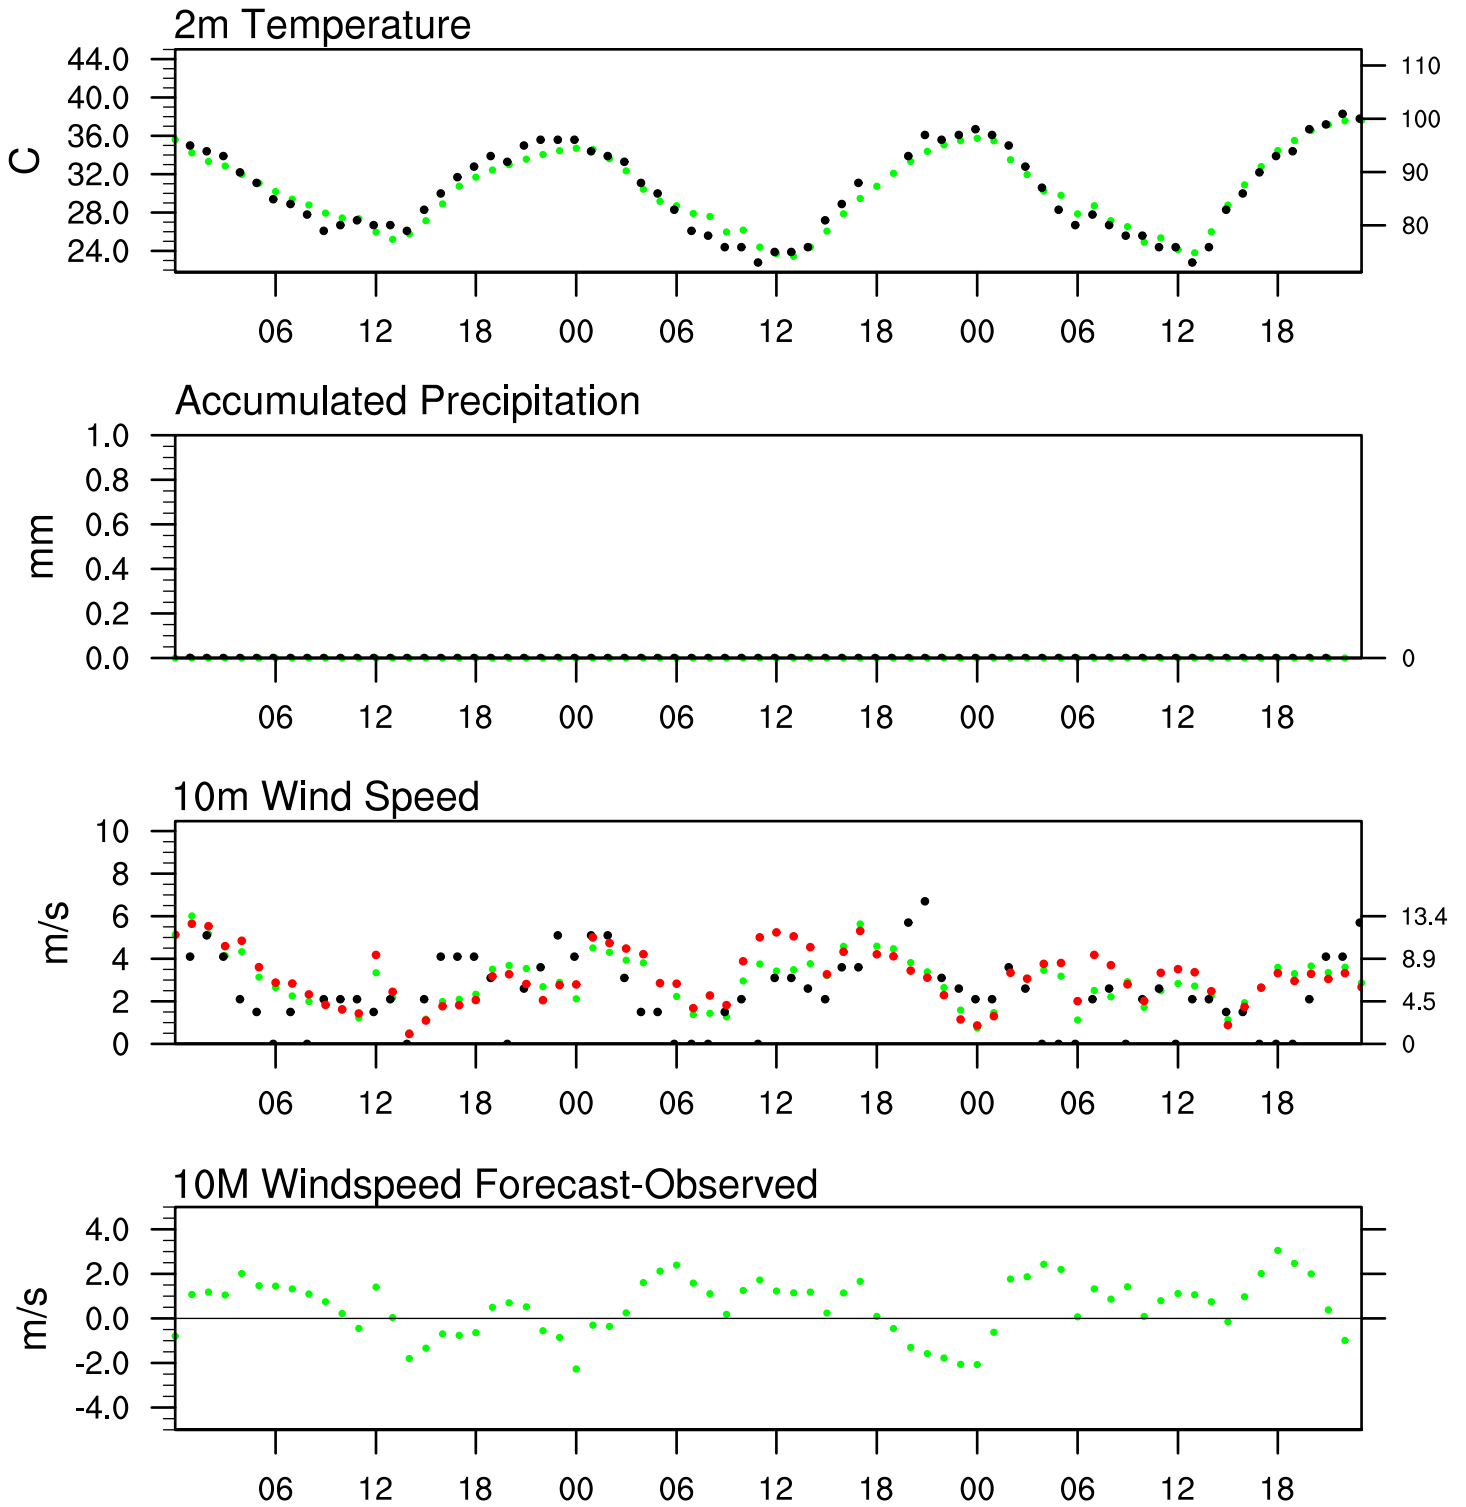 2m Temperature
44.0
40.0
36.0
32.0
28.0
24.0
C
110
100
90
80
06 12 18 00 06 12 18 00 06 12 18
Accumulated Precipitation
1.0
0.8
0.6
0.4
0.2
0.0
mm
0
06 12 18 00 06 12 18 00 06 12 18
10m Wind Speed
10
8
6
4
2
0
m/s
13.4
8.9
4.5
0
06 12 18 00 06 12 18 00 06 12 18
10M Windspeed Forecast-Observed
4.0
2.0
0.0
-2.0
-4.0
m/s
06 12 18 00 06 12 18 00 06 12 18